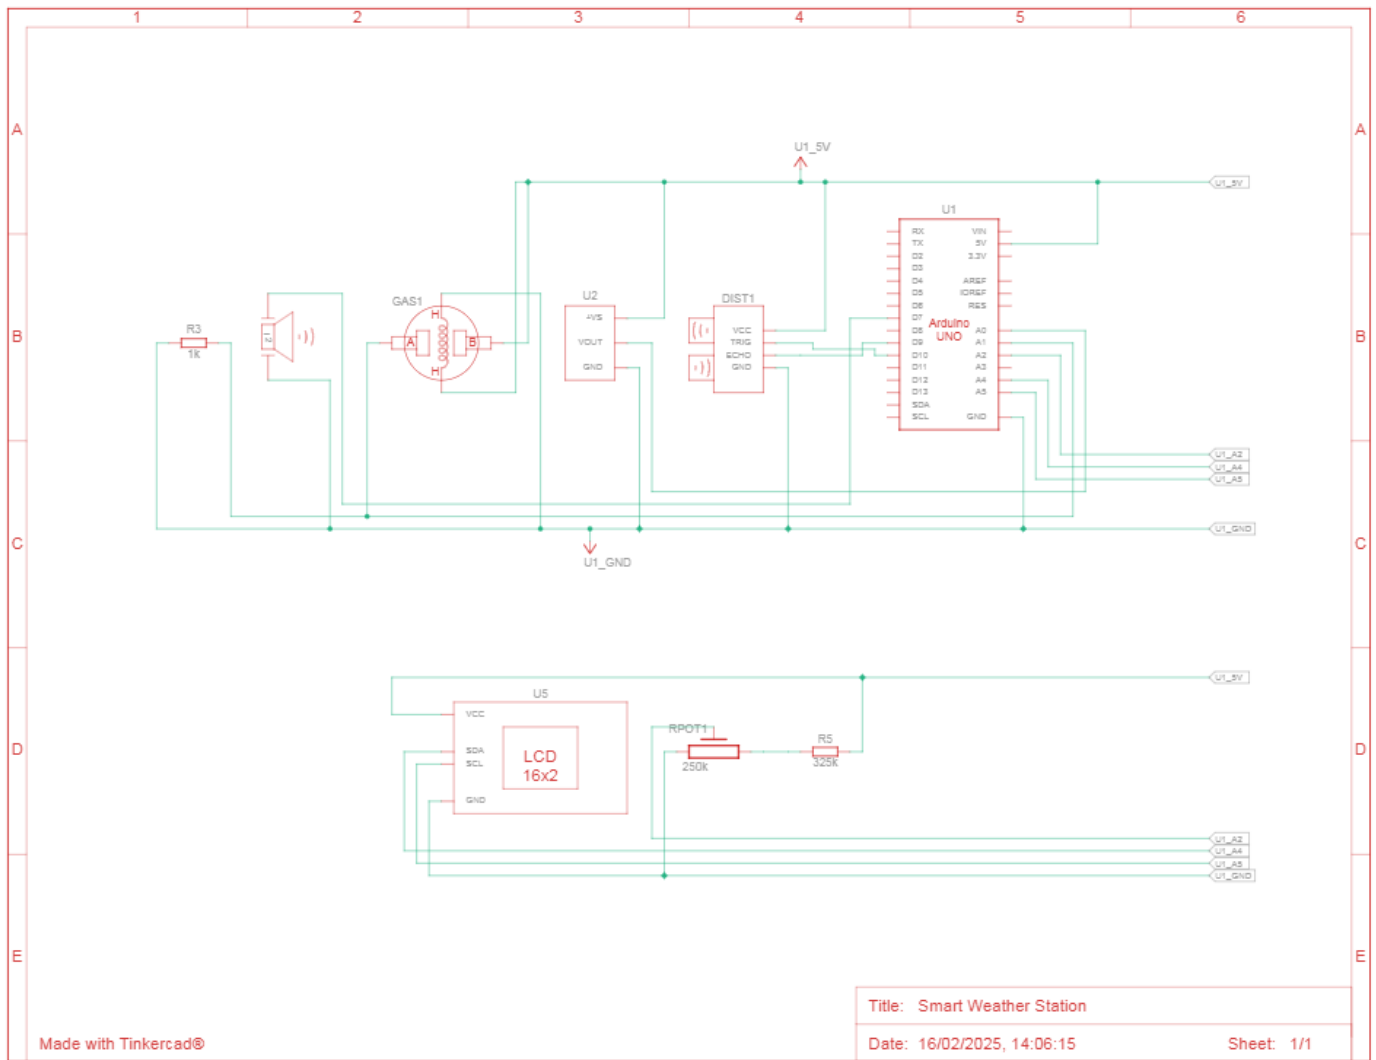 1 2 3 4 5 6
A A
U1_5V
U1_5V
U1
RX VIN
TX 5V
D2 3.3V
D3
D4 AREF
D5 IOREF
D6 RES
D7
D8 A0
D9 A1
D10 A2
D11 A3
D12 A4
D13 A5
SDA
SCL GND
Arduino
UNO
B B
R3
1k
GAS1
H
A B
H
U2
+VS
VOUT
GND
DIST1
VCC
TRIG
ECHO
GND
U1_A2
U1_A4
U1_A5
U1_GND
C C
U1_GND
U1_5V
U5
VCC
SDA
SCL
GND
LCD
16x2
D D
RPOT1
250k
R5
325k
U1_A2
U1_A4
U1_A5
U1_GND
E E
Title: Smart Weather Station
Made with Tinkercad®
Date: 16/02/2025, 14:06:15 Sheet: 1/1